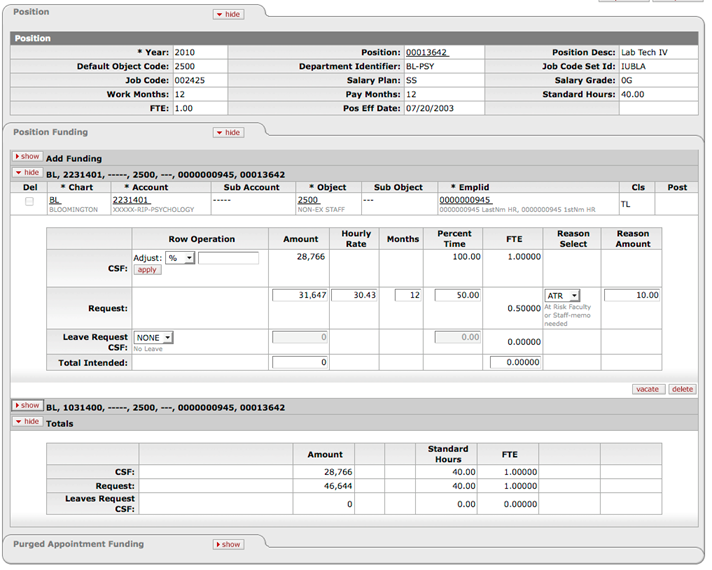 Position
hide
Position
* Year: 2010 Position: 00013642 Position Desc: Lab Tech IV
Default Object Code: 2500 Department Identifier: BL-PSY Job Code Set Id: IUBLA
Job Code: 002425 Salary Plan: SS Salary Grade: 0G
Work Months: 12 Pay Months: 12 Standard Hours: 40.00
FTE: 1.00 Pos Eff Date: 07/20/2003
Position Funding
hide
show Add Funding
hide BL, 2231401, -----, 2500, ---, 0000000945, 00013642
Del * Chart * Account Sub Account * Object Sub Object * Emplid Cls Post
BL 2231401 ----- 2500 --- 0000000945 TL
BLOOMINGTON XXXXX-RIP-PSYCHOLOGY NON-EX STAFF 0000000945 LastNm HR, 0000000945 1stNm HR
Row Operation Amount Hourly Rate Months Percent Time FTE Reason Select Reason Amount
CSF: Adjust: % 28,766 100.00 1.00000
apply
Request: 31,647 30.43 12 50.00 0.50000 ATR 10.00
At Risk Faculty
or Staff-memo
needed
Leave Request CSF: NONE 0 0.00 0.00000
No Leave
Total Intended: 0 0.00000
vacate delete
show BL, 1031400, -----, 2500, ---, 0000000945, 00013642
hide Totals
Amount Standard Hours FTE
CSF: 28,766 40.00 1.00000
Request: 46,644 40.00 1.00000
Leaves Request CSF: 0 0.00 0.00000
Purged Appointment Funding
show